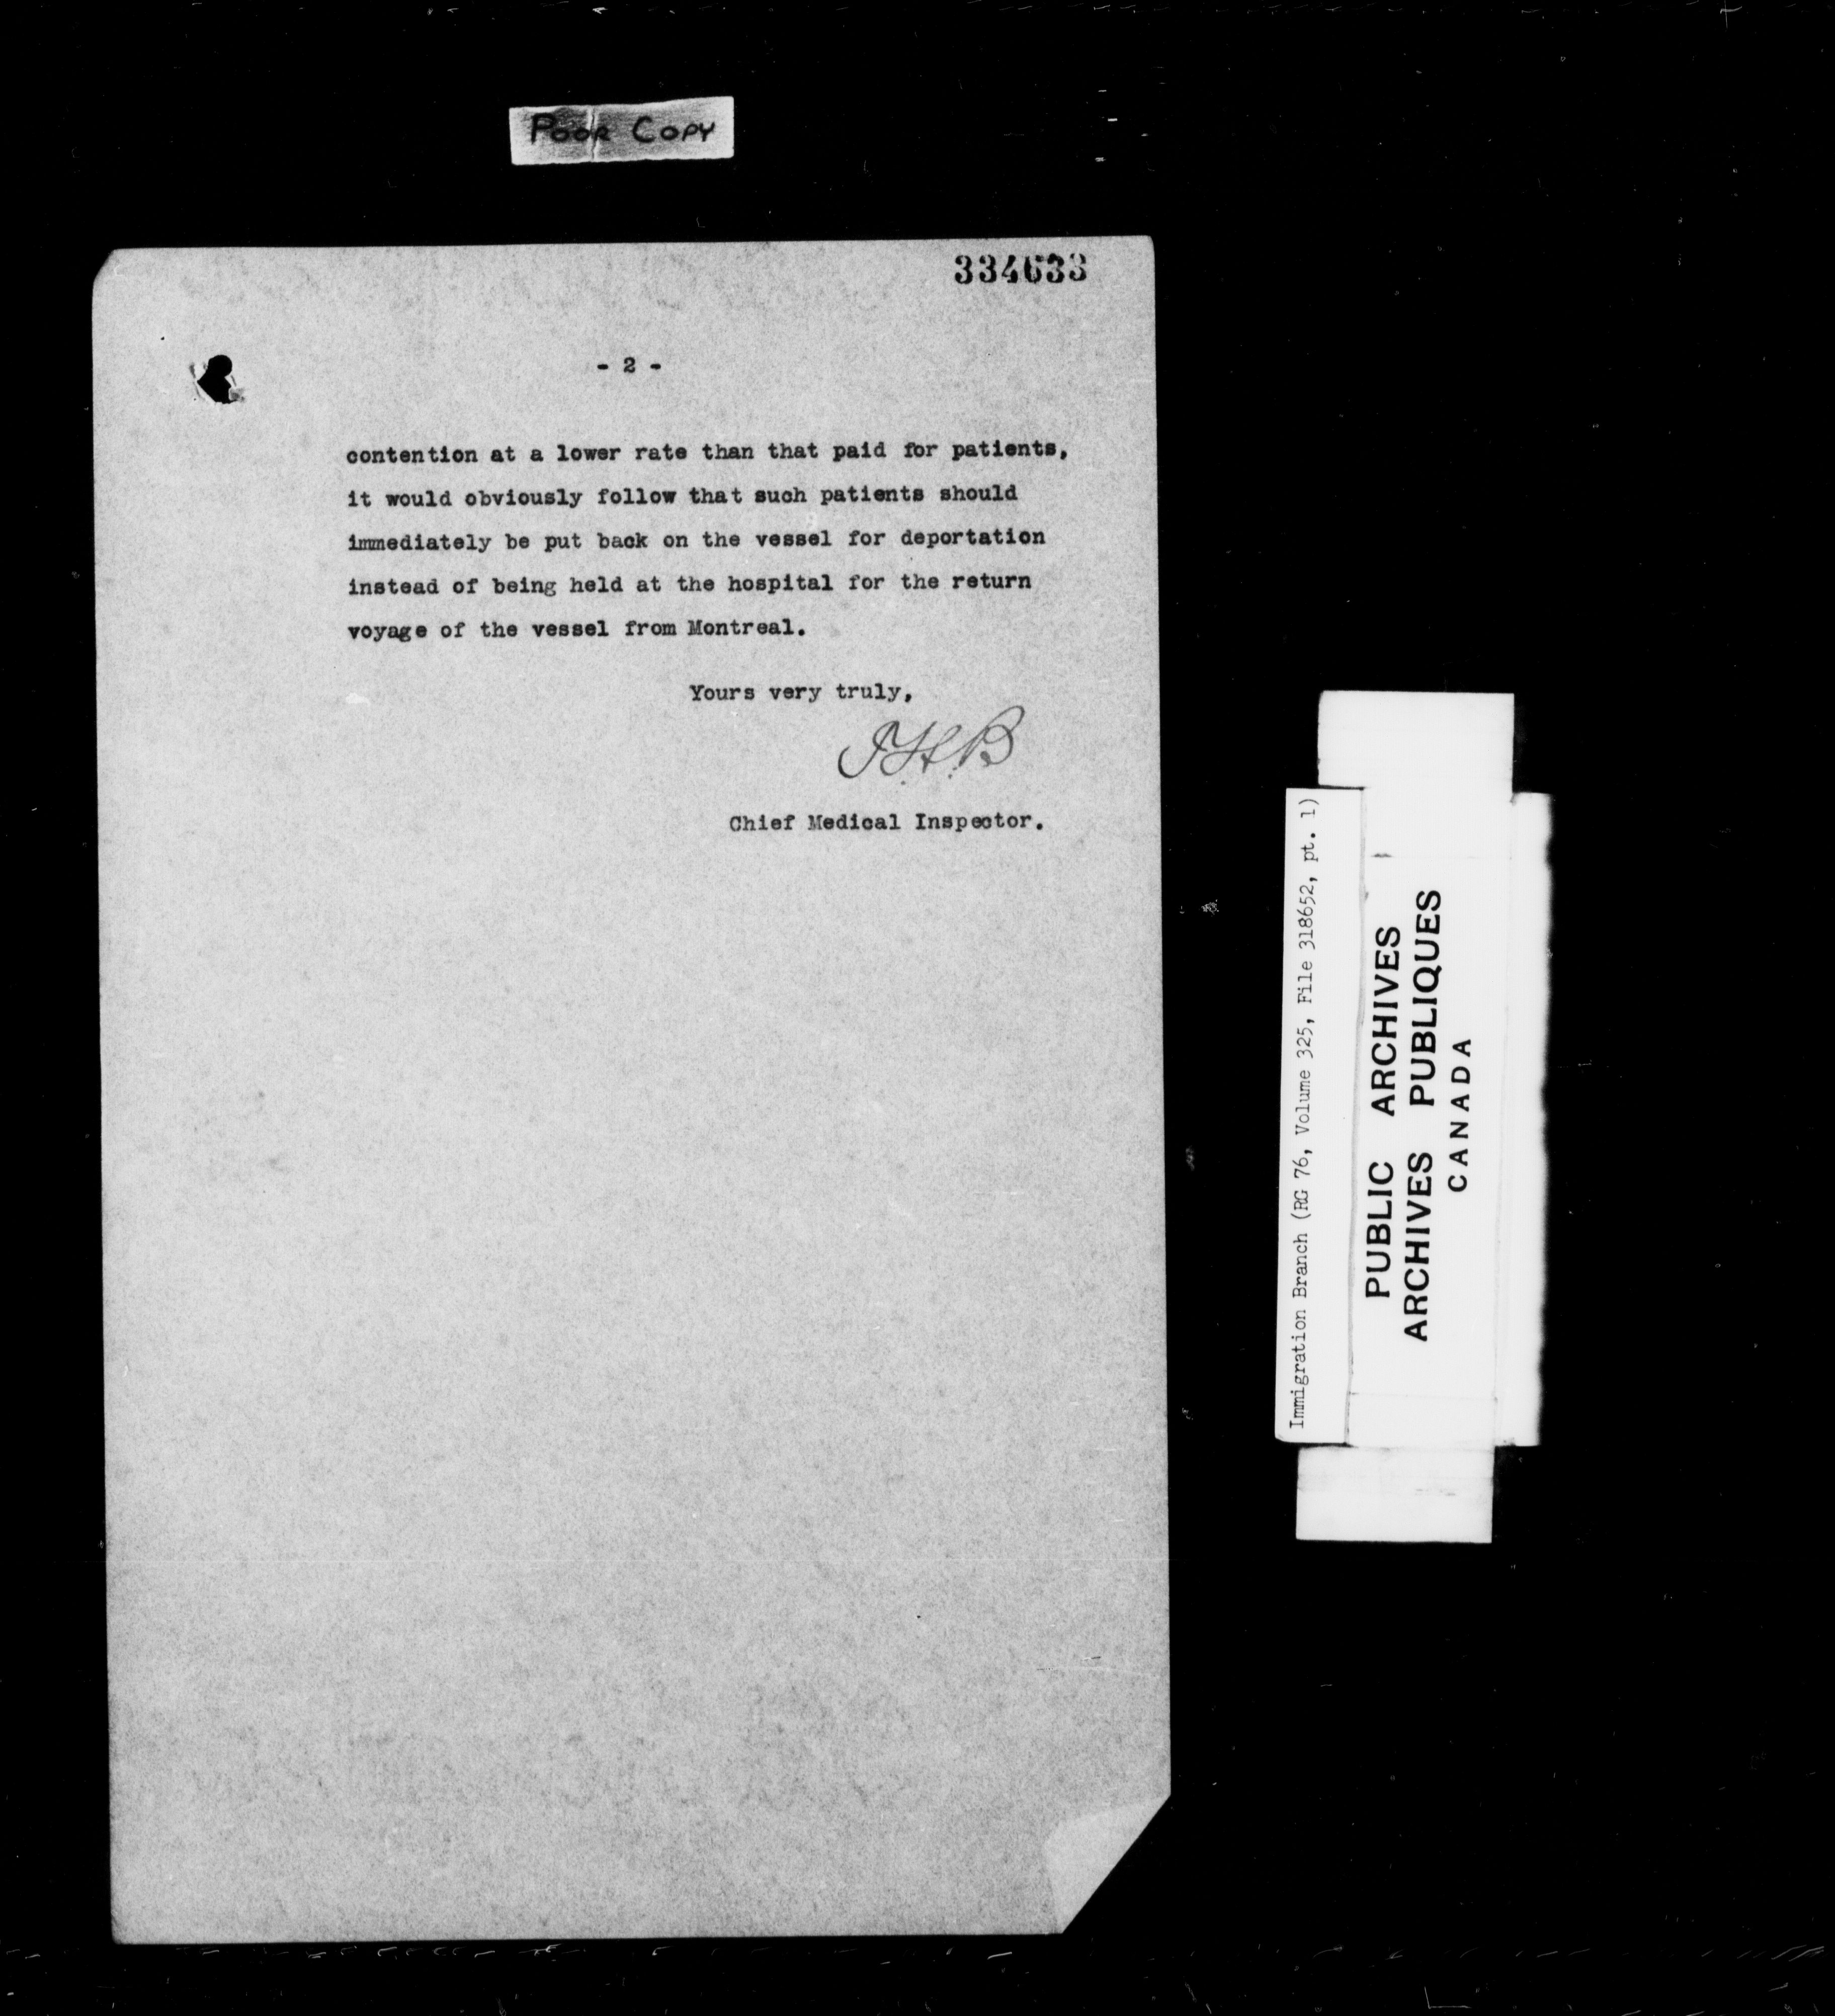 POOR COPY
334633
- 2 -
contention at a lower rate than that paid for patients,
it would obviously follow that such patients should
immediately be put back on the vessel for deportation
instead of being held at the hospital for the return
voyage of the vessel from Montreal.
Yours very truly,
P.H.B
Chief Medical Inspector.
Immigration Branch (RG 76, Volume 325, File 318652, pt. 1)
PUBLIC ARCHIVES
ARCHIVES PUBLIQUES
CANADA